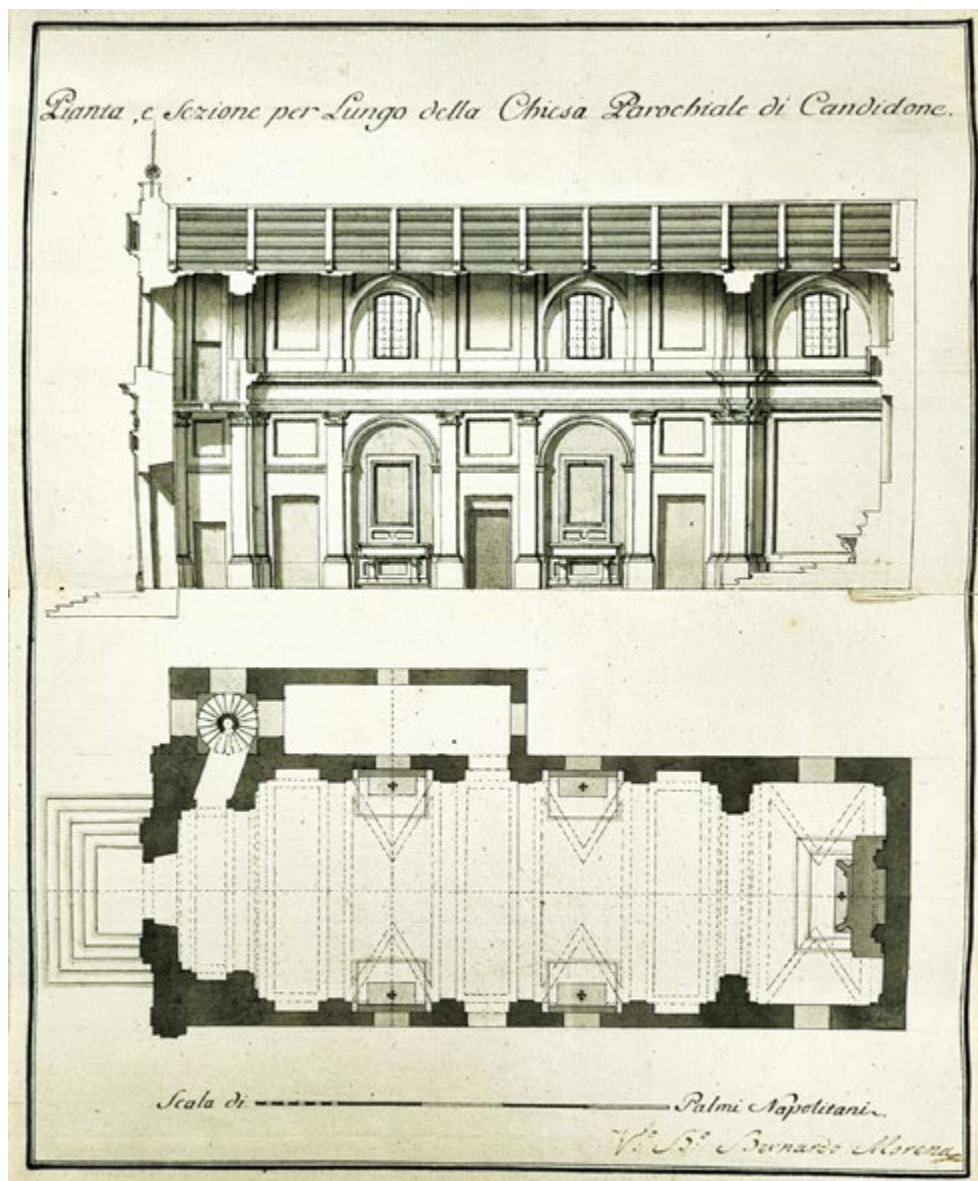 Pianta, e Sezione per Lungo della Chiesa Parochiale di Candidone.
Scala di Palmi Napolitani.
V.º B.º Bernardo Morena